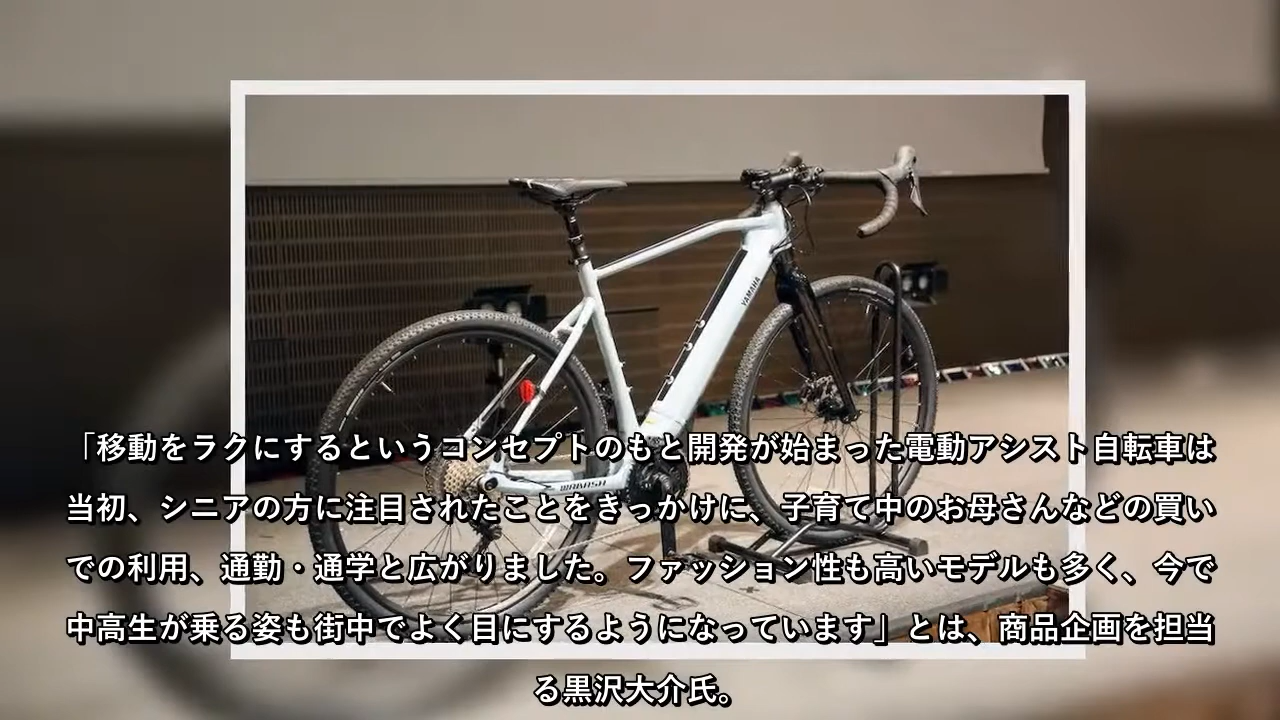 YAMAHA
WABASH
「移動をラクにするというコンセプトのもと開発が始まった電動アシスト自転車は
当初、シニアの方に注目されたことをきっかけに、子育て中のお母さんなどの買い
での利用、通勤・通学と広がりました。ファッション性も高いモデルも多く、今で
中高生が乗る姿も街中でよく目にするようになっています」とは、商品企画を担当
る黒沢大介氏。